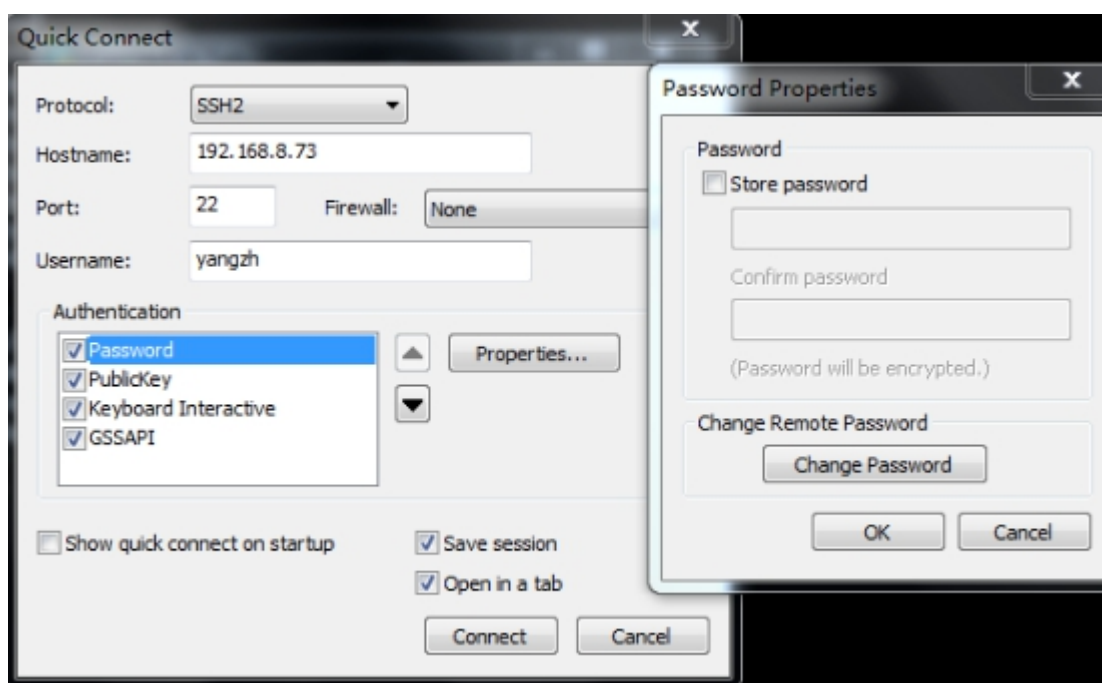 Quick Connect
Protocol:
SSH2
Hostname:
192.168.8.73
Port:
22
Firewall:
None
Username:
yangzh
Authentication
Password
PublicKey
Keyboard Interactive
GSSAPI
Properties...
Show quick connect on startup
Save session
Open in a tab
Connect
Cancel
Password Properties
Password
Store password
Confirm password
(Password will be encrypted.)
Change Remote Password
Change Password
OK
Cancel